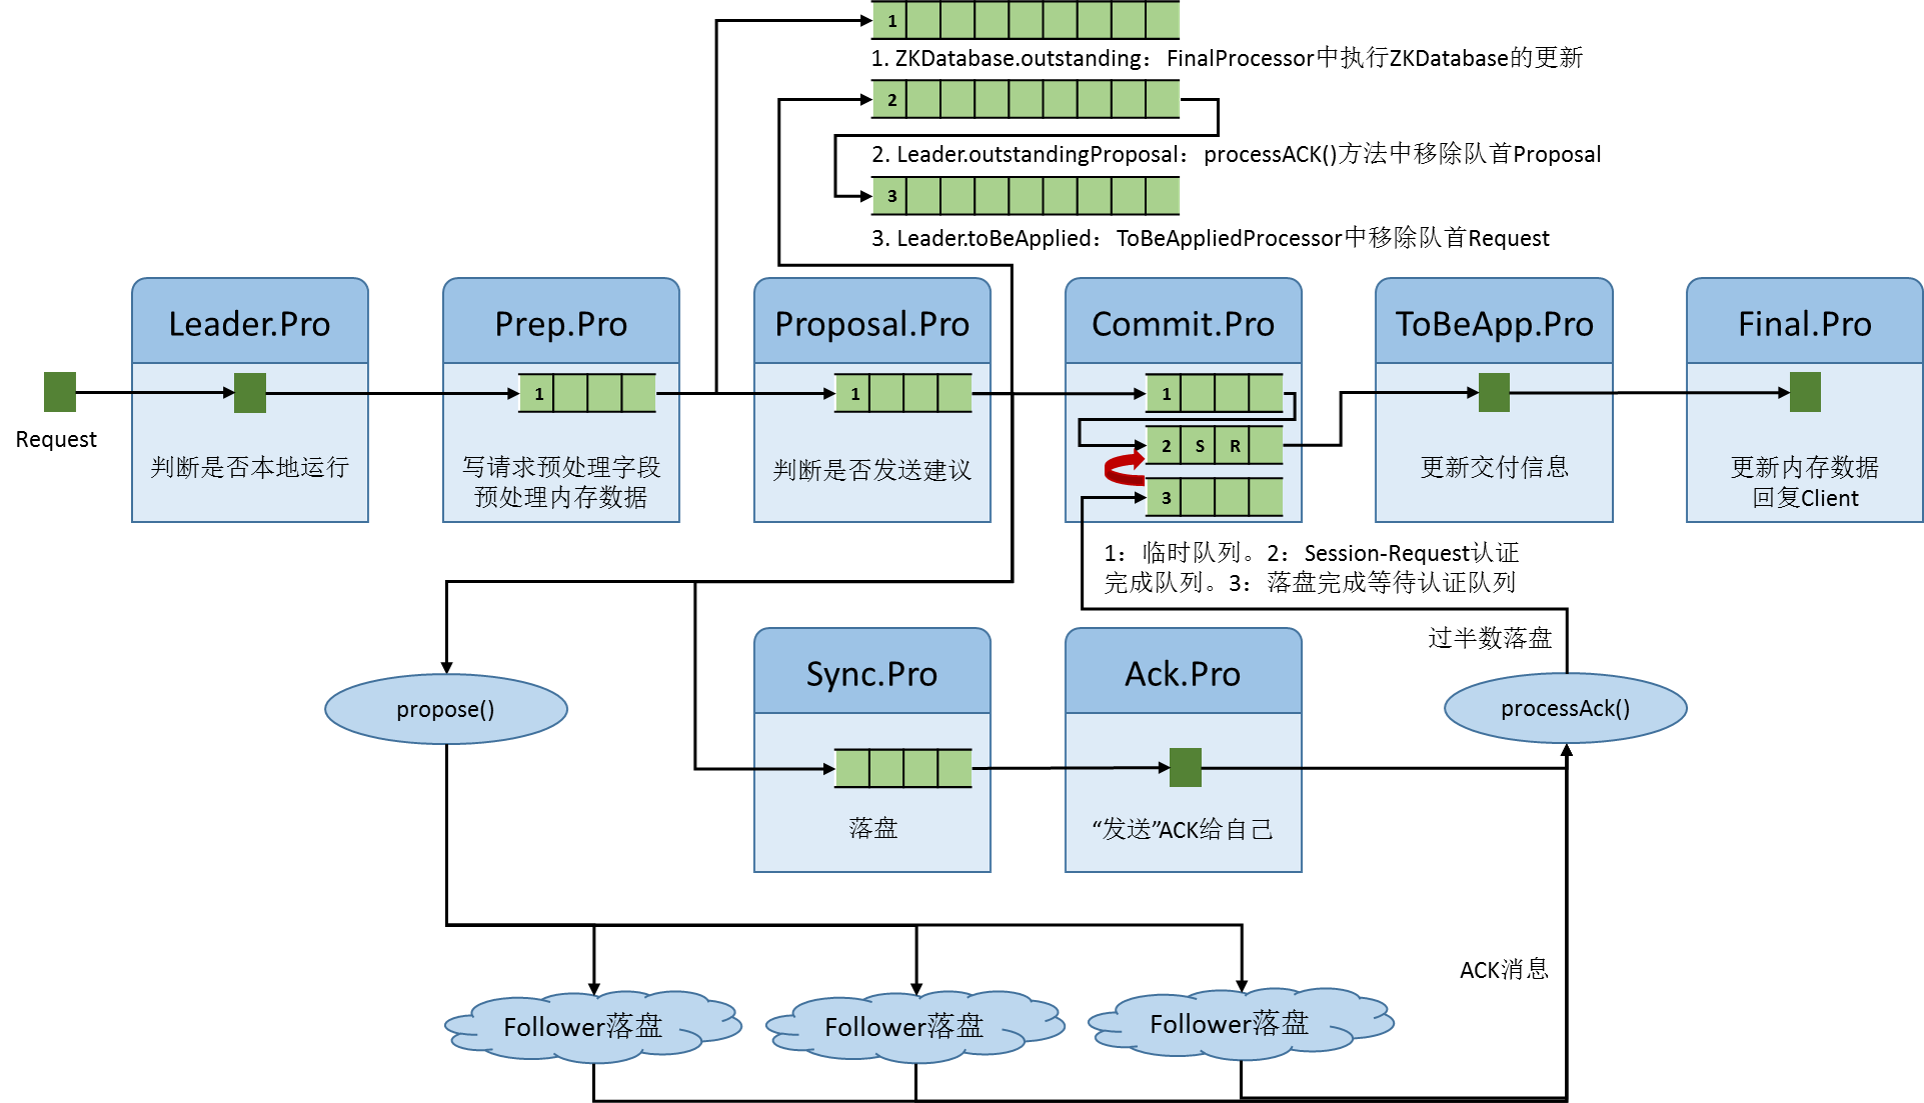 1
1. ZKDatabase.outstanding：FinalProcessor中执行ZKDatabase的更新
2
2. Leader.outstandingProposal：processACK()方法中移除队首Proposal
3
3. Leader.toBeApplied：ToBeAppliedProcessor中移除队首Request
Leader.Pro
Prep.Pro
Proposal.Pro
Commit.Pro
ToBeApp.Pro
Final.Pro
Request
1
1
1
2 S R
3
判断是否本地运行
写请求预处理字段
预处理内存数据
判断是否发送建议
更新交付信息
更新内存数据
回复Client
1：临时队列。2：Session-Request认证
完成队列。3：落盘完成等待认证队列
过半数落盘
propose()
Sync.Pro
Ack.Pro
processAck()
落盘
“发送”ACK给自己
ACK消息
Follower落盘
Follower落盘
Follower落盘